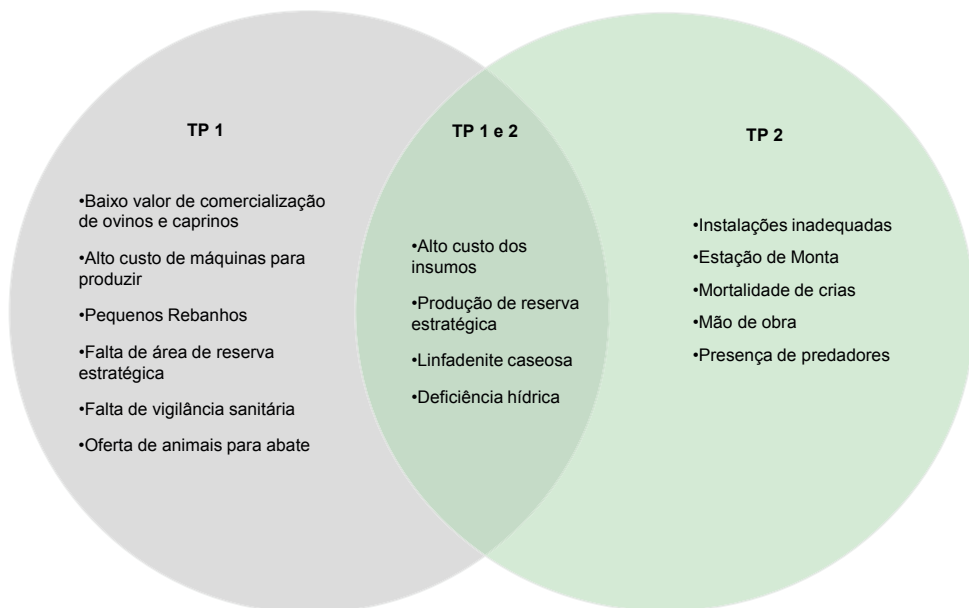 TP 1
•Baixo valor de comercialização
de ovinos e caprinos
•Alto custo de máquinas para
produzir
•Pequenos Rebanhos
•Falta de área de reserva
estratégica
•Falta de vigilância sanitária
•Oferta de animais para abate
TP 1 e 2
•Alto custo dos
insumos
•Produção de reserva
estratégica
•Linfadenite caseosa
•Deficiência hídrica
TP 2
•Instalações inadequadas
•Estação de Monta
•Mortalidade de crias
•Mão de obra
•Presença de predadores